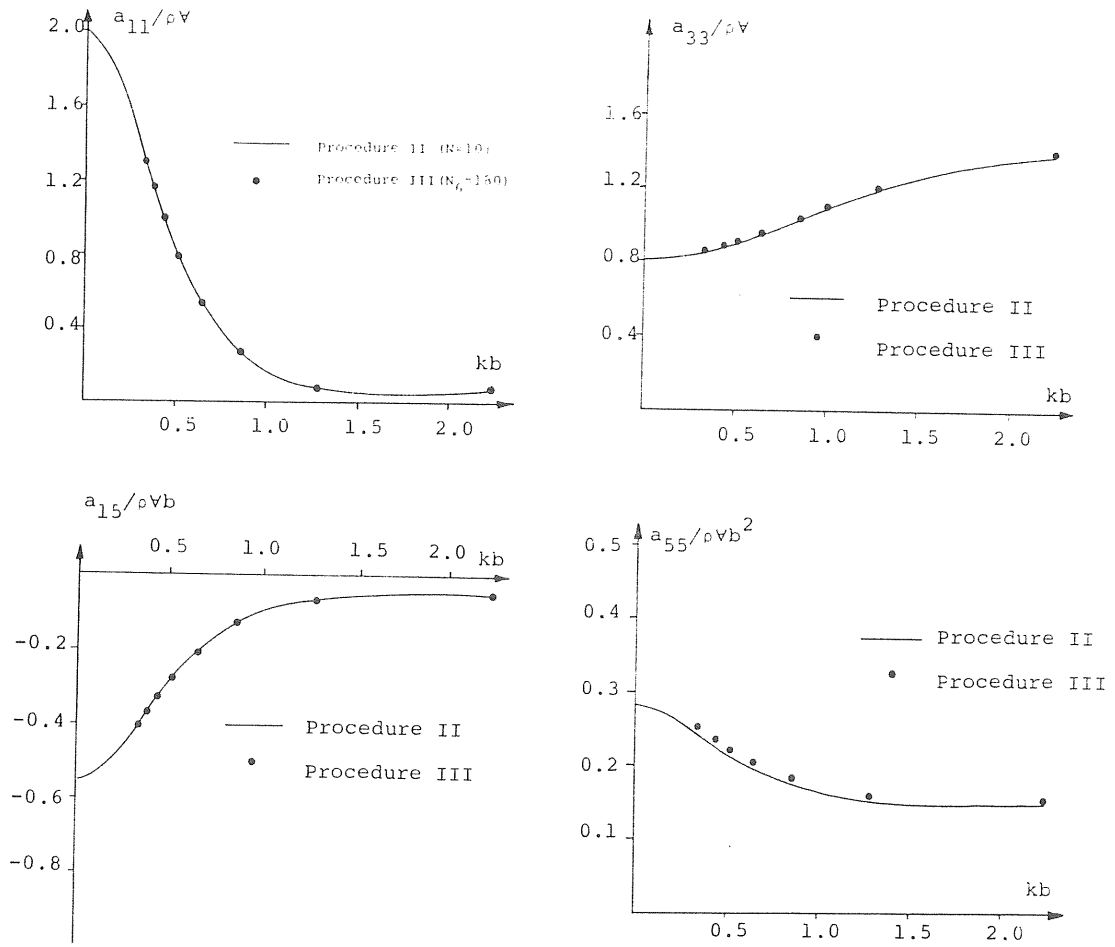 a11/ρ∀
2.0
1.6
1.2
0.8
0.4
Procedure II (N=10)
Procedure III (N₆=180)
kb
0.5 1.0 1.5 2.0
a33/ρ∀
1.6
1.2
0.8
0.4
Procedure II
Procedure III
kb
0.5 1.0 1.5 2.0
a15/ρ∀b
0.5 1.0 1.5 2.0 kb
-0.2
-0.4
-0.6
-0.8
Procedure II
Procedure III
a55/ρ∀b²
0.5
0.4
0.3
0.2
0.1
Procedure II
Procedure III
kb
0.5 1.0 1.5 2.0